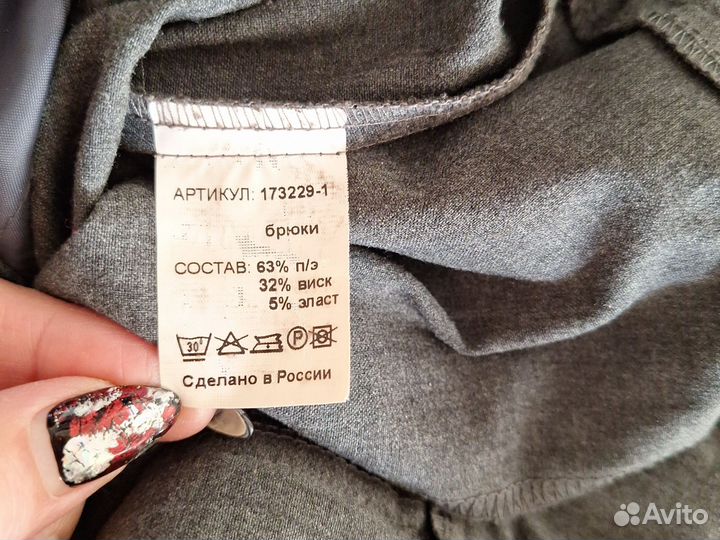 АРТИКУЛ: 173229-1
брюки
СОСТАВ: 63% п/э
32% виск
5% эласт
30°
P
Сделано в России
Avito